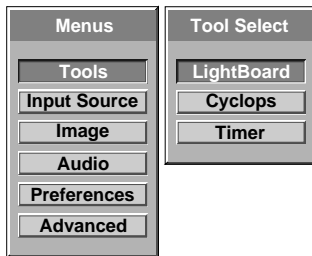 Menus
Tools
Input Source
Image
Audio
Preferences
Advanced
Tool Select
LightBoard
Cyclops
Timer